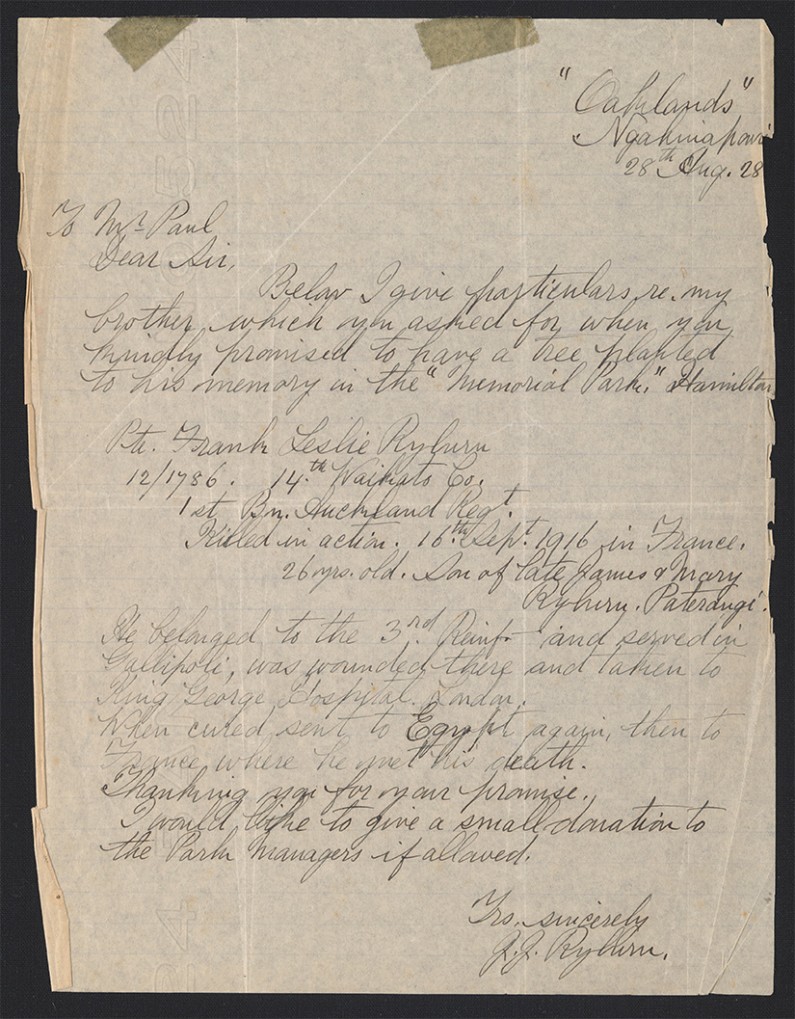 "Oaklands"
Ngahinapouri
28th Aug. 28
To Mr Paul
Dear Sir,
Below I give particulars re. my
brother which you asked for when you
kindly promised to have a tree planted
to his memory in the "Memorial Park." Hamilton
Pte. Frank Leslie Ryburn
12/1786. 14th Waikato Co.
1st Bn. Auckland Regt.
Killed in action. 16th Sept. 1916 in France.
26 yrs. old. Son of late James & Mary
Ryburn. Paterangi.
He belonged to the 3rd Reinf. and served in
Gallipoli, was wounded there and taken to
King George Hospital. London.
When cured sent to Egypt again, then to
France where he met his death.
Thanking you for your promise.
I would like to give a small donation to
the Park Managers if allowed.
Yrs. sincerely
J. J. Ryburn.